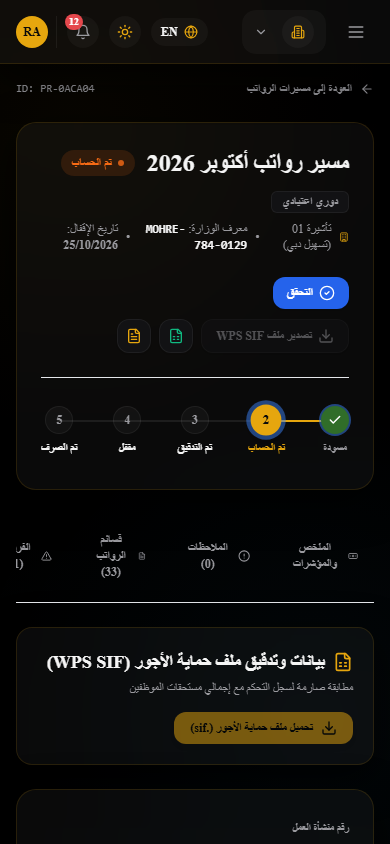 RA
12
EN
العودة إلى مسيرات الرواتب
ID: PR-0ACA04
مسير رواتب أكتوبر 2026
تم الحساب
دوري اعتيادي
تأشيرة 01 (تسهيل دبي)
•
معرف الوزارة: MOHRE-784-0129
•
تاريخ الإقفال: 25/10/2026
التحقق
تصدير ملف WPS SIF
مسودة
2
تم الحساب
3
تم التدقيق
4
مقفل
5
تم الصرف
الملخص والمؤشرات
الملاحظات (0)
قسائم الرواتب (33)
بيانات وتدقيق ملف حماية الأجور (WPS SIF)
مطابقة صارمة لسجل التحكم مع إجمالي مستحقات الموظفين
تحميل ملف حماية الأجور (.sif)
رقم منشأة العمل